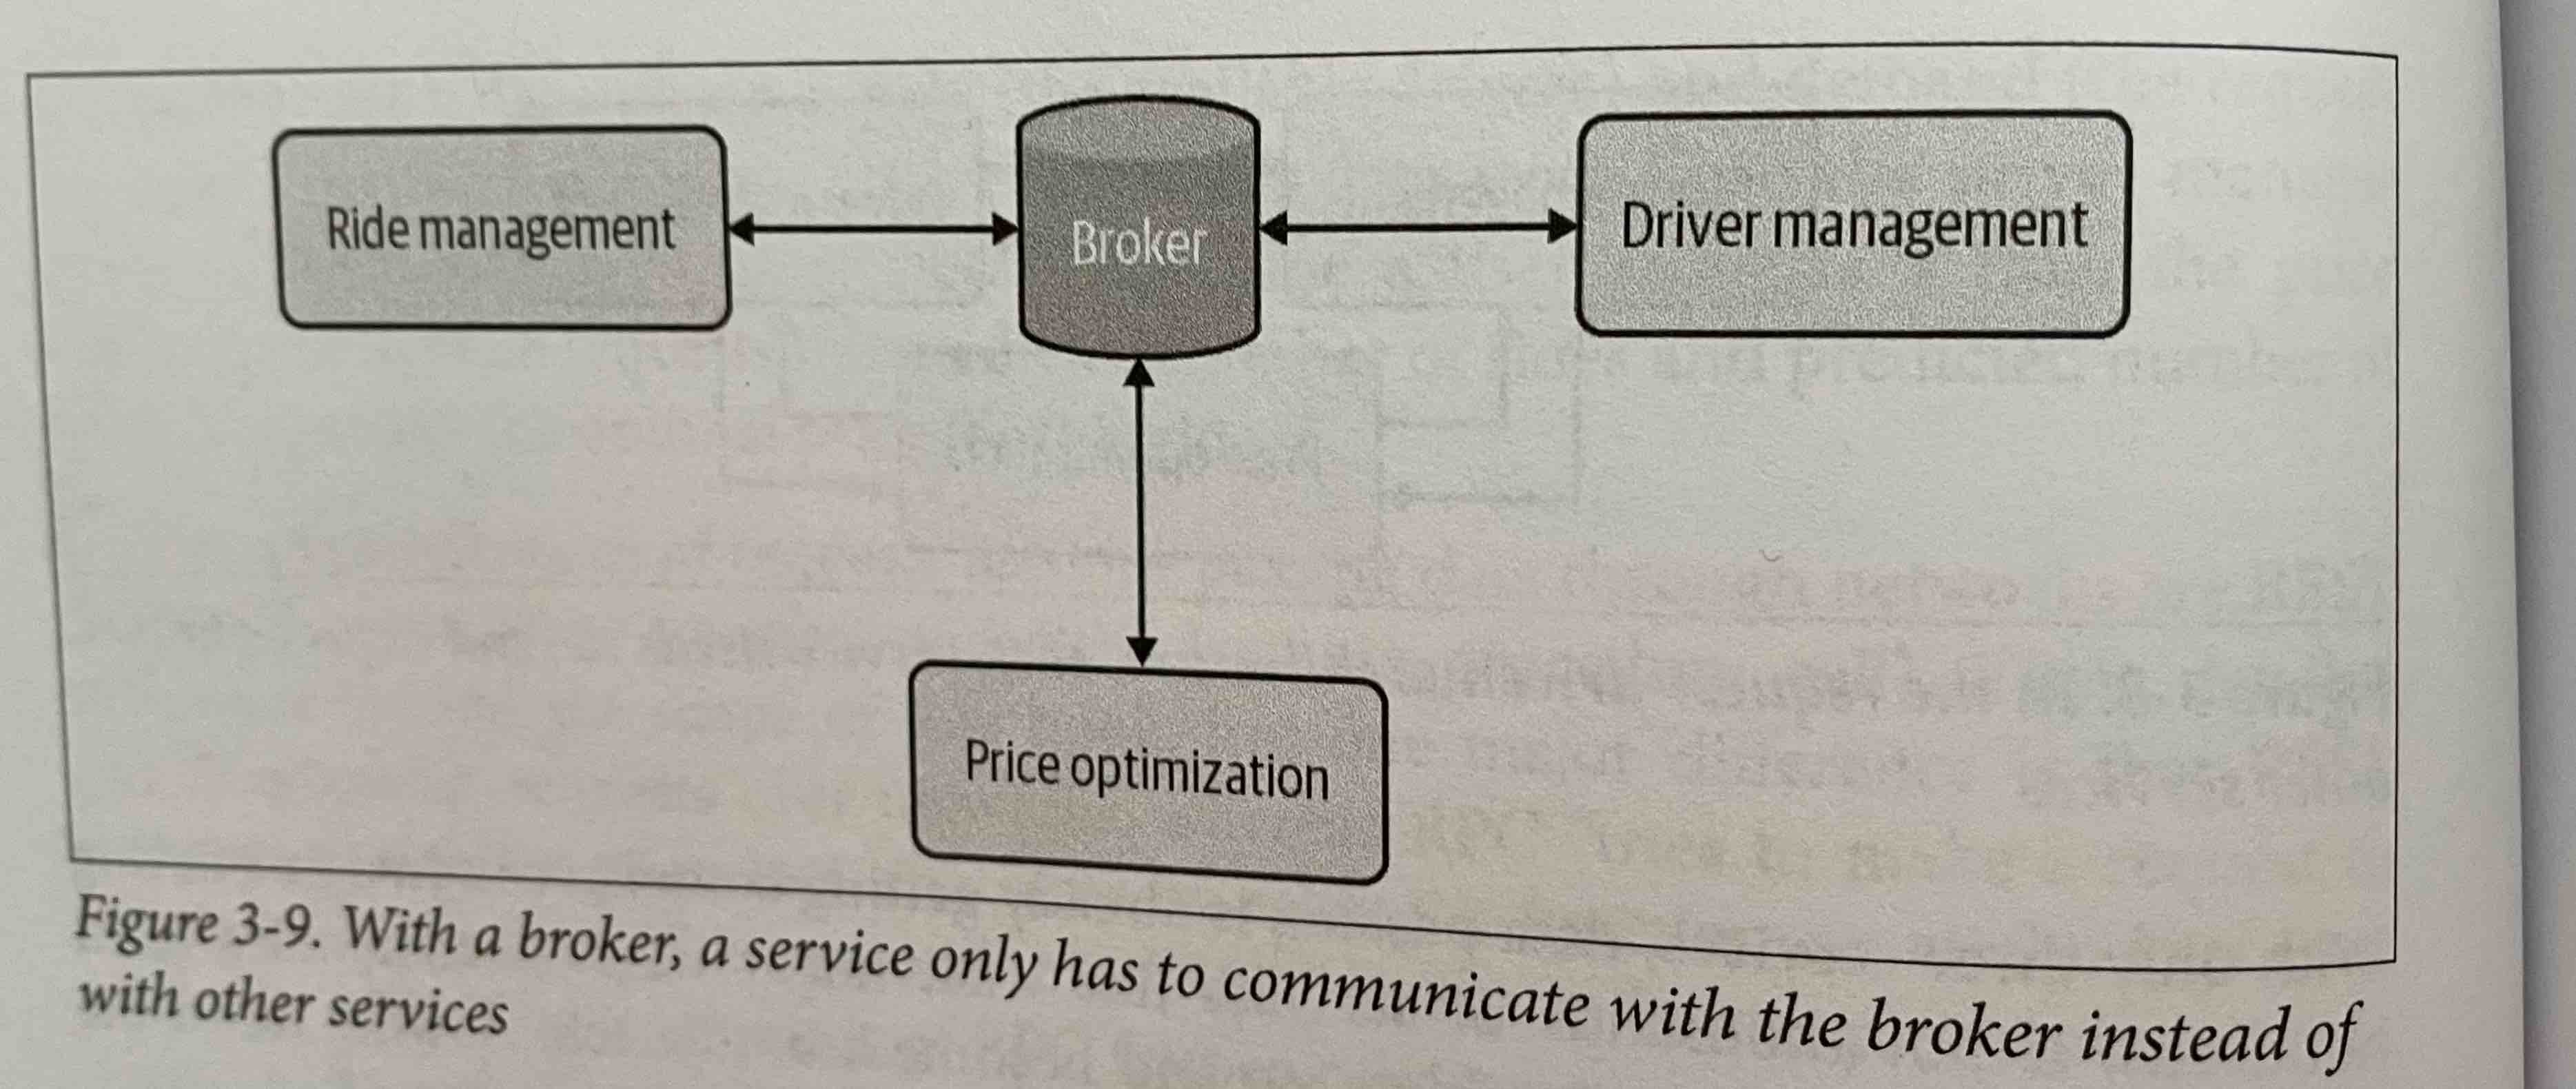 Ride management
Broker
Driver management
Price optimization
Figure 3-9. With a broker, a service only has to communicate with the broker instead of
with other services